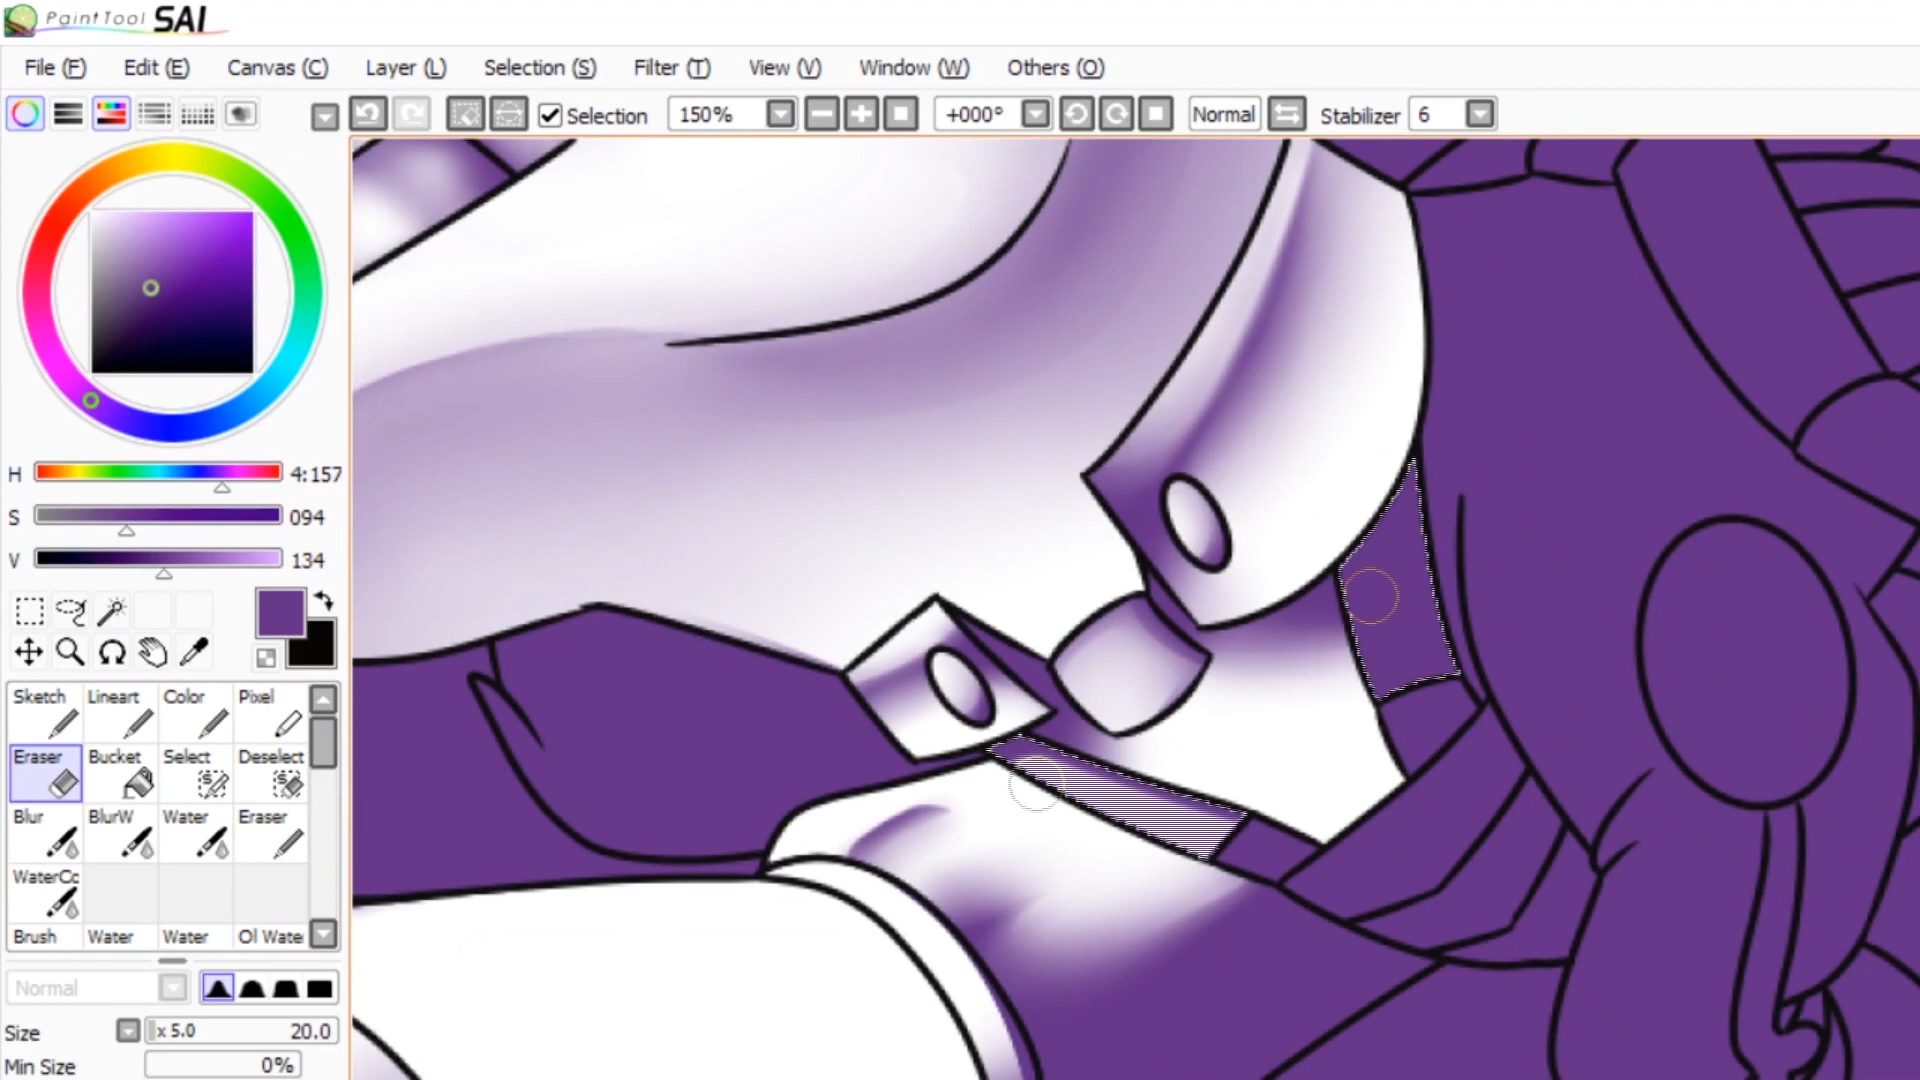 PaintTool SAI
File (F) Edit (E) Canvas (C) Layer (L) Selection (S) Filter (T) View (V) Window (W) Others (O)
Selection 150% +000° Normal Stabilizer 6
H 4:157
S 094
V 134
Sketch Lineart Color Pixel
Eraser Bucket Select Deselect
Blur BlurW Water Eraser
WaterCc
Brush Water Water Ol Wate
Normal
Size x 5.0 20.0
Min Size 0%